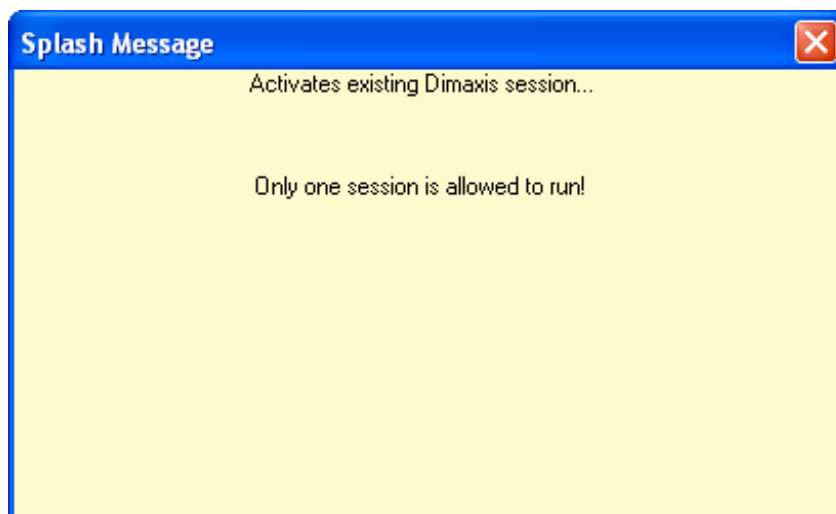 Splash Message
Activates existing Dimaxis session...
Only one session is allowed to run!